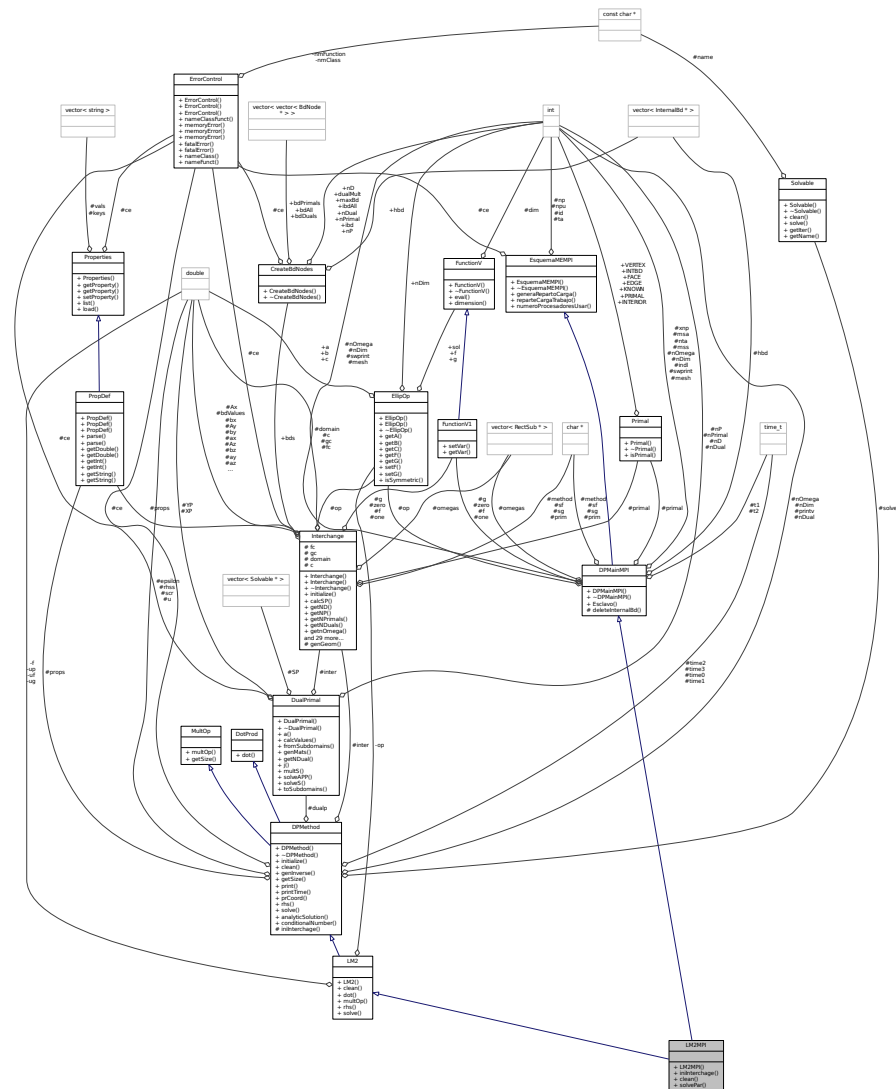 const char *
-nmFunction
-nmClass
#name
ErrorControl
+ ErrorControl()
+ ErrorControl()
+ ErrorControl()
+ nameClassFunct()
+ memoryError()
+ memoryError()
+ memoryError()
+ fatalError()
+ fatalError()
+ nameClass()
+ nameFunct()
vector< string >
vector< vector< BdNode
* > >
int
vector< InternalBd * >
Solvable
+ Solvable()
+ ~Solvable()
+ clean()
+ solve()
+ getIter()
+ getName()
#vals
#keys
#ce
#ce
+bdPrimals
+bdAll
+bdDuals
+nD
+dualMult
+maxBd
+ibdAll
+nDual
+nPrimal
+ibd
+nP
+hbd
#ce
#dim
#np
#npu
#id
#ta
Properties
+ Properties()
+ getProperty()
+ getProperty()
+ setProperty()
+ list()
+ load()
double
CreateBdNodes
+ CreateBdNodes()
+ ~CreateBdNodes()
+nDim
FunctionV
+ FunctionV()
+ ~FunctionV()
+ eval()
+ dimension()
EsquemaMEMPI
+ EsquemaMEMPI()
+ ~EsquemaMEMPI()
+ generaRepartoCarga()
+ reparteCargaTrabajo()
+ numeroProcesadoresUsar()
+VERTEX
+INTBD
+FACE
+EDGE
+KNOWN
+PRIMAL
+INTERIOR
#ce
+a
+b
+c
#nOmega
#nDim
#swprint
#mesh
+sol
+f
+g
#xnp
#msa
#nta
#mss
#nOmega
#nDim
#indl
#swprint
#mesh
#hbd
PropDef
+ PropDef()
+ PropDef()
+ PropDef()
+ parse()
+ parse()
+ getDouble()
+ getDouble()
+ getInt()
+ getInt()
+ getString()
+ getString()
#ce
#Ax
#bdValues
#bx
#Ay
#by
#ax
#Az
#bz
#ay
#az
...
+bds
#domain
#c
#gc
#fc
EllipOp
+ EllipOp()
+ EllipOp()
+ ~EllipOp()
+ getA()
+ getB()
+ getC()
+ getF()
+ getG()
+ setF()
+ setG()
+ isSymmetric()
FunctionV1
+ setVar()
+ getVar()
vector< RectSub * >
char *
Primal
+ Primal()
+ ~Primal()
+ isPrimal()
#nP
#nPrimal
#nD
#nDual
time_t
#ce
#props
#YP
#XP
#op
#g
#zero
#f
#one
#op
#omegas
#g
#zero
#f
#one
#omegas
#method
#sf
#sg
#prim
#method
#sf
#sg
#prim
#primal
#primal
#t1
#t2
#nOmega
#nDim
#printv
#nDual
#solve
Interchange
# fc
# gc
# domain
# c
+ Interchange()
+ Interchange()
+ ~Interchange()
+ initialize()
+ calcSP()
+ getND()
+ getNP()
+ getNPrimals()
+ getNDuals()
+ getnOmega()
and 29 more...
# genGeom()
vector< Solvable * >
#epsilon
#rhss
#scr
#u
DPMainMPI
+ DPMainMPI()
+ ~DPMainMPI()
+ Esclavo()
# deleteInternalBd()
-f
-up
-uf
-ug
#props
#SP
#inter
#time2
#time3
#time0
#time1
DualPrimal
+ DualPrimal()
+ ~DualPrimal()
+ a()
+ calcValues()
+ fromSubdomains()
+ genMats()
+ getNDual()
+ j()
+ multS()
+ solveAPP()
+ solveS()
+ toSubdomains()
MultOp
+ multOp()
+ getSize()
DotProd
+ dot()
#inter
-op
#dualp
DPMethod
+ DPMethod()
+ ~DPMethod()
+ initialize()
+ clean()
+ genInverse()
+ getSize()
+ print()
+ printTime()
+ prCoord()
+ rhs()
+ solve()
+ analyticSolution()
+ conditionalNumber()
# iniInterchage()
LM2
+ LM2()
+ clean()
+ dot()
+ multOp()
+ rhs()
+ solve()
LM2MPI
+ LM2MPI()
+ iniInterchage()
+ clean()
+ solvePar()